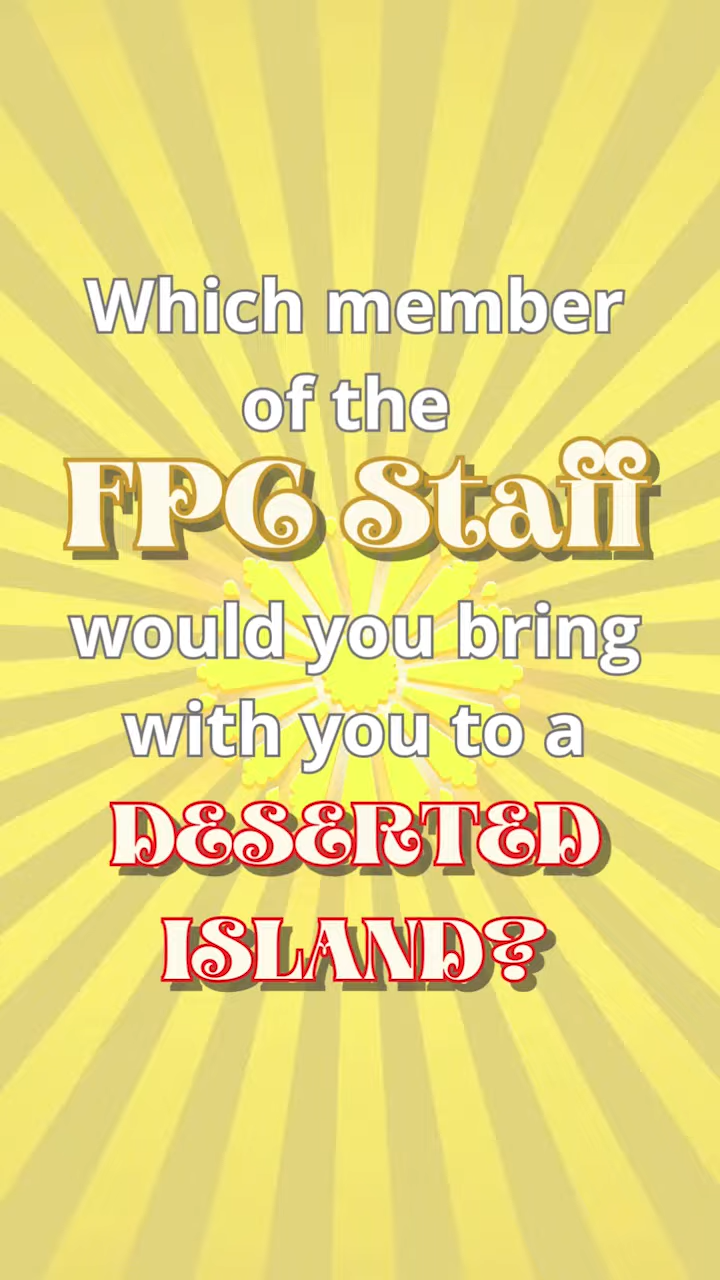 Which member
of the
FPC Staff
would you bring
with you to a
DESERTED
ISLAND?